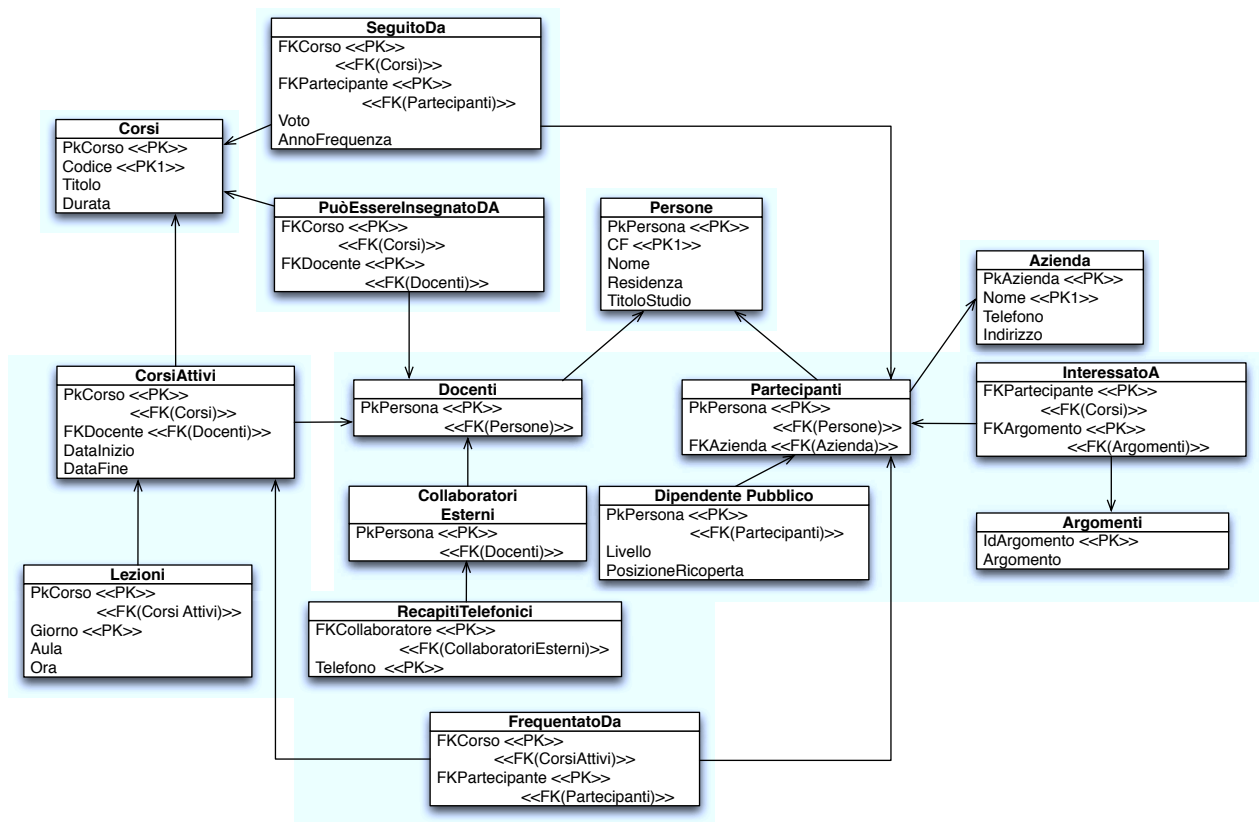 SeguitoDa
FKCorso <<PK>>
<<FK(Corsi)>>
FKPartecipante <<PK>>
<<FK(Partecipanti)>>
Voto
AnnoFrequenza
Corsi
PkCorso <<PK>>
Codice <<PK1>>
Titolo
Durata
PuòEssereInsegnatoDA
FKCorso <<PK>>
<<FK(Corsi)>>
FKDocente <<PK>>
<<FK(Docenti)>>
Persone
PkPersona <<PK>>
CF <<PK1>>
Nome
Residenza
TitoloStudio
Azienda
PkAzienda <<PK>>
Nome <<PK1>>
Telefono
Indirizzo
CorsiAttivi
PkCorso <<PK>>
<<FK(Corsi)>>
FKDocente <<FK(Docenti)>>
DataInizio
DataFine
Docenti
PkPersona <<PK>>
<<FK(Persone)>>
Partecipanti
PkPersona <<PK>>
<<FK(Persone)>>
FKAzienda <<FK(Azienda)>>
InteressatoA
FKPartecipante <<PK>>
<<FK(Corsi)>>
FKArgomento <<PK>>
<<FK(Argomenti)>>
Collaboratori
Esterni
PkPersona <<PK>>
<<FK(Docenti)>>
Dipendente Pubblico
PkPersona <<PK>>
<<FK(Partecipanti)>>
Livello
PosizioneRicoperta
Argomenti
IdArgomento <<PK>>
Argomento
Lezioni
PkCorso <<PK>>
<<FK(Corsi Attivi)>>
Giorno <<PK>>
Aula
Ora
RecapitiTelefonici
FKCollaboratore <<PK>>
<<FK(CollaboratoriEsterni)>>
Telefono <<PK>>
FrequentatoDa
FKCorso <<PK>>
<<FK(CorsiAttivi)>>
FKPartecipante <<PK>>
<<FK(Partecipanti)>>